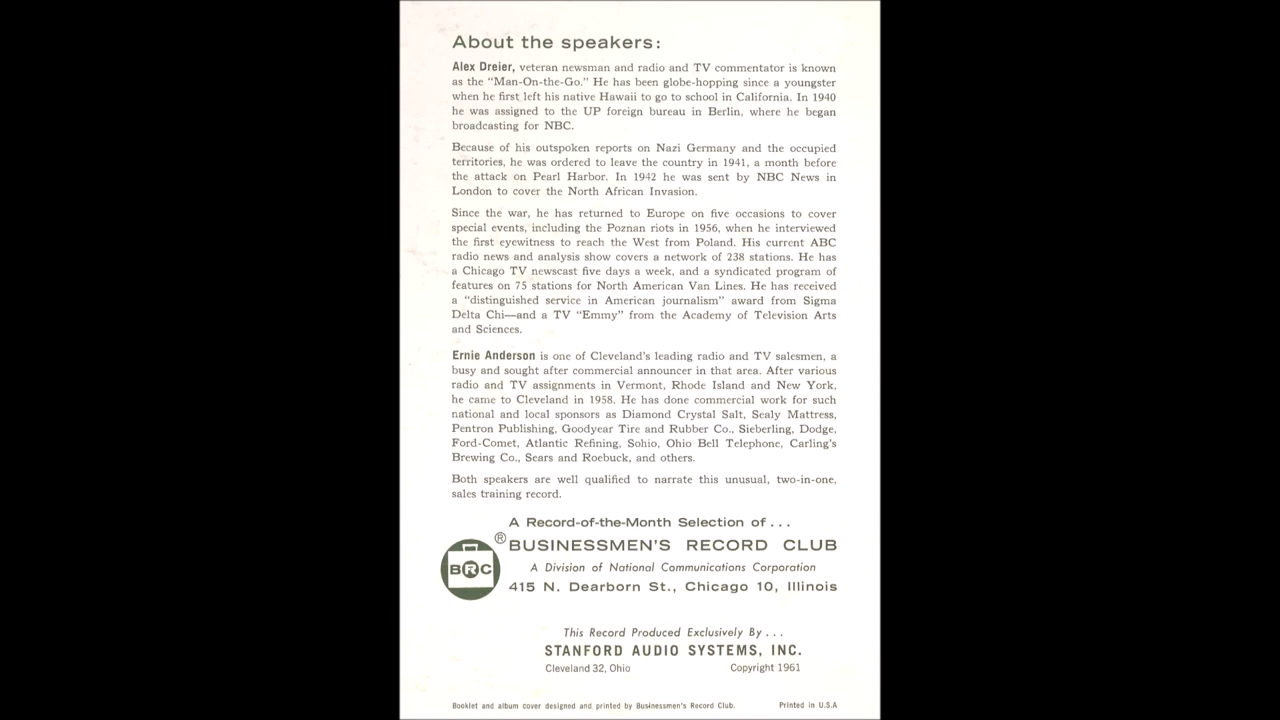 About the speakers:
Alex Dreier, veteran newsman and radio and TV commentator is known
as the “Man-On-the-Go.” He has been globe-hopping since a youngster
when he first left his native Hawaii to go to school in California. In 1940
he was assigned to the UP foreign bureau in Berlin, where he began
broadcasting for NBC.
Because of his outspoken reports on Nazi Germany and the occupied
territories, he was ordered to leave the country in 1941, a month before
the attack on Pearl Harbor. In 1942 he was sent by NBC News in
London to cover the North African Invasion.
Since the war, he has returned to Europe on five occasions to cover
special events, including the Poznan riots in 1956, when he interviewed
the first eyewitness to reach the West from Poland. His current ABC
radio news and analysis show covers a network of 238 stations. He has
a Chicago TV newscast five days a week, and a syndicated program of
features on 75 stations for North American Van Lines. He has received
a “distinguished service in American journalism” award from Sigma
Delta Chi—and a TV “Emmy” from the Academy of Television Arts
and Sciences.
Ernie Anderson is one of Cleveland's leading radio and TV salesmen, a
busy and sought after commercial announcer in that area. After various
radio and TV assignments in Vermont, Rhode Island and New York,
he came to Cleveland in 1958. He has done commercial work for such
national and local sponsors as Diamond Crystal Salt, Sealy Mattress,
Pentron Publishing, Goodyear Tire and Rubber Co., Sieberling, Dodge,
Ford-Comet, Atlantic Refining, Sohio, Ohio Bell Telephone, Carling's
Brewing Co., Sears and Roebuck, and others.
Both speakers are well qualified to narrate this unusual, two-in-one,
sales training record.
A Record-of-the-Month Selection of . . .
BRC ® BUSINESSMEN'S RECORD CLUB
A Division of National Communications Corporation
415 N. Dearborn St., Chicago 10, Illinois
This Record Produced Exclusively By . . .
STANFORD AUDIO SYSTEMS, INC.
Cleveland 32, Ohio Copyright 1961
Booklet and album cover designed and printed by Businessmen's Record Club. Printed in U.S.A